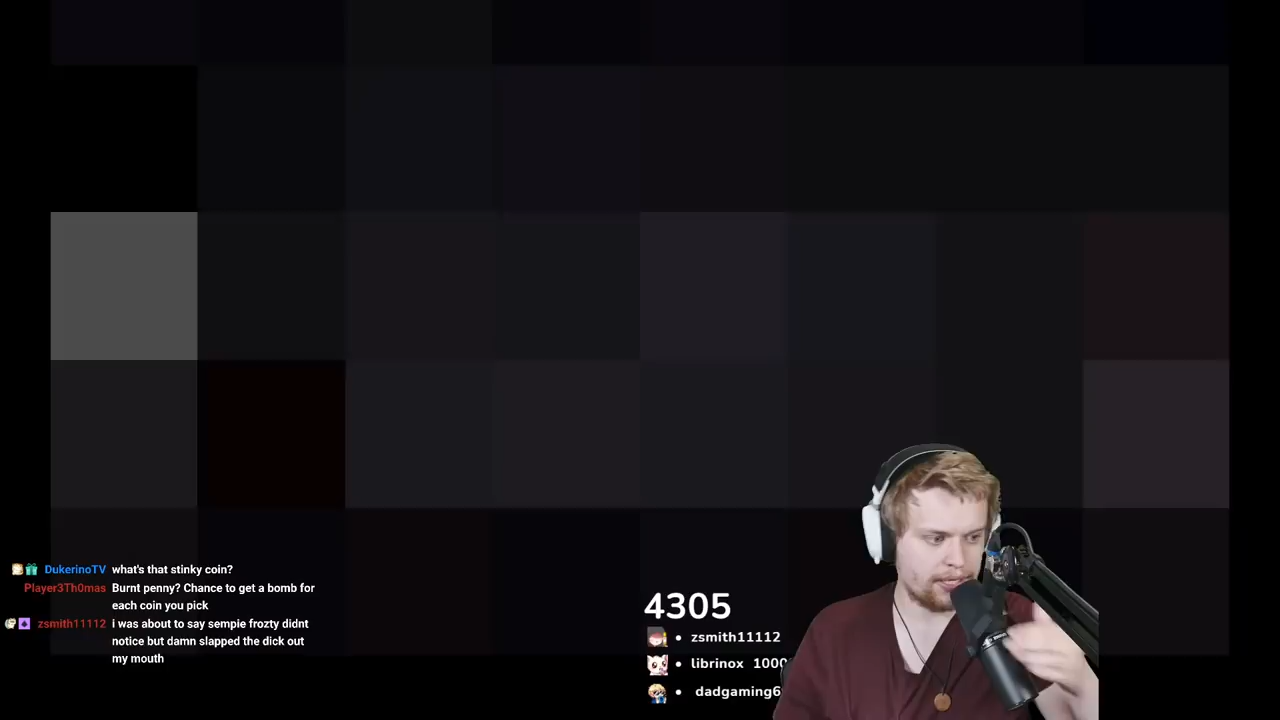 DukerinoTV what's that stinky coin?
Player3Th0mas Burnt penny? Chance to get a bomb for
each coin you pick
zsmith11112 i was about to say sempie frozty didnt
notice but damn slapped the dick out
my mouth
4305
• zsmith11112
• librinox 1000
• dadgaming6